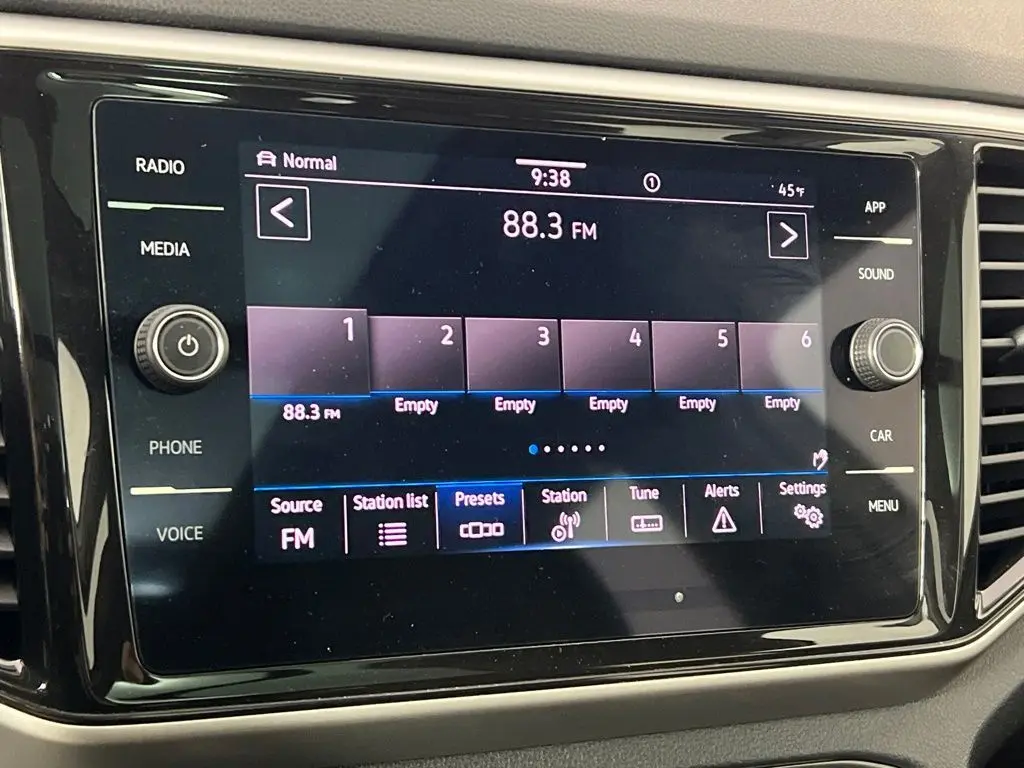 RADIO
MEDIA
PHONE
VOICE
Normal
9:38
1
45°F
88.3 FM
1
2
3
4
5
6
88.3 FM
Empty
Empty
Empty
Empty
Empty
Source
FM
Station list
Presets
Station
Tune
Alerts
Settings
APP
SOUND
CAR
MENU